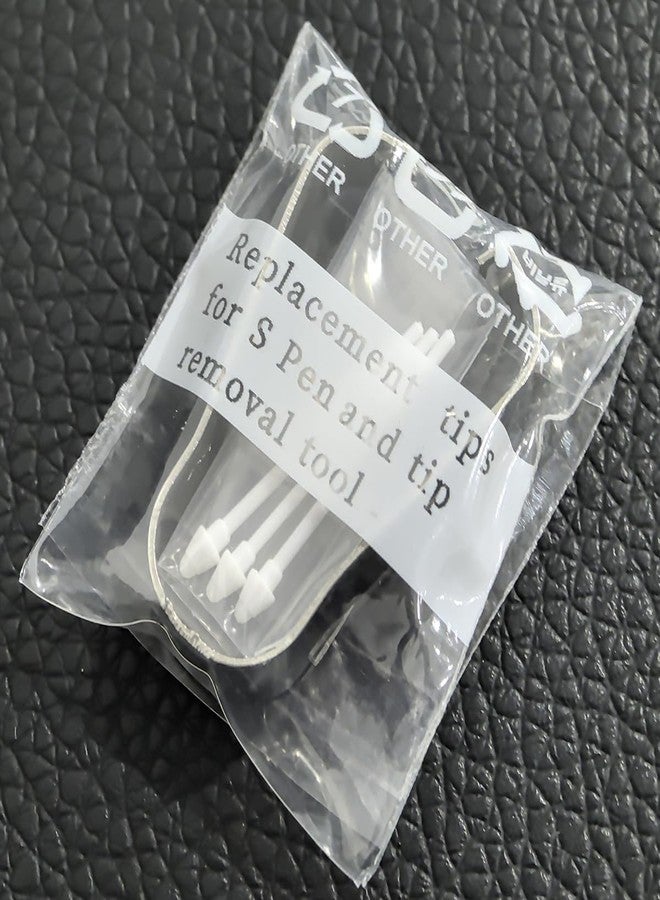 OTHER
OTHER
OTHER
Replacement tips
for S Pen and tip
removal tool